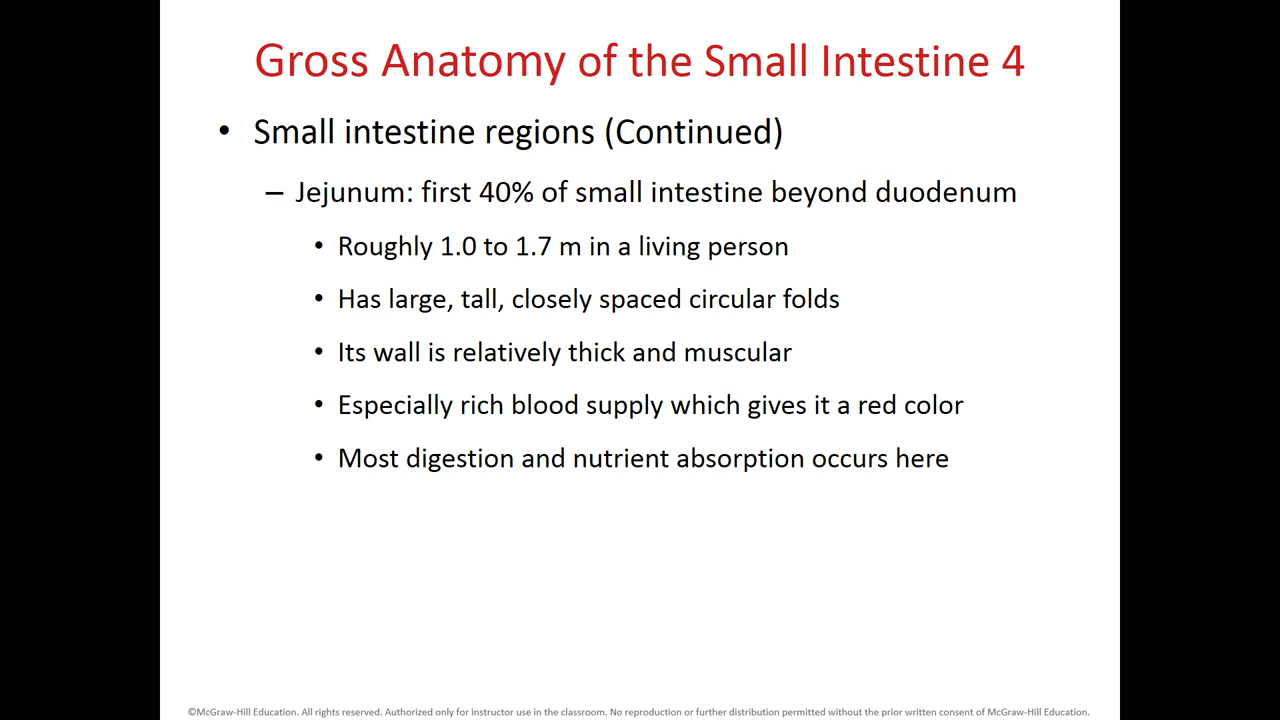 Gross Anatomy of the Small Intestine 4
• Small intestine regions (Continued)
– Jejunum: first 40% of small intestine beyond duodenum
• Roughly 1.0 to 1.7 m in a living person
• Has large, tall, closely spaced circular folds
• Its wall is relatively thick and muscular
• Especially rich blood supply which gives it a red color
• Most digestion and nutrient absorption occurs here
©McGraw-Hill Education. All rights reserved. Authorized only for instructor use in the classroom. No reproduction or further distribution permitted without the prior written consent of McGraw-Hill Education.